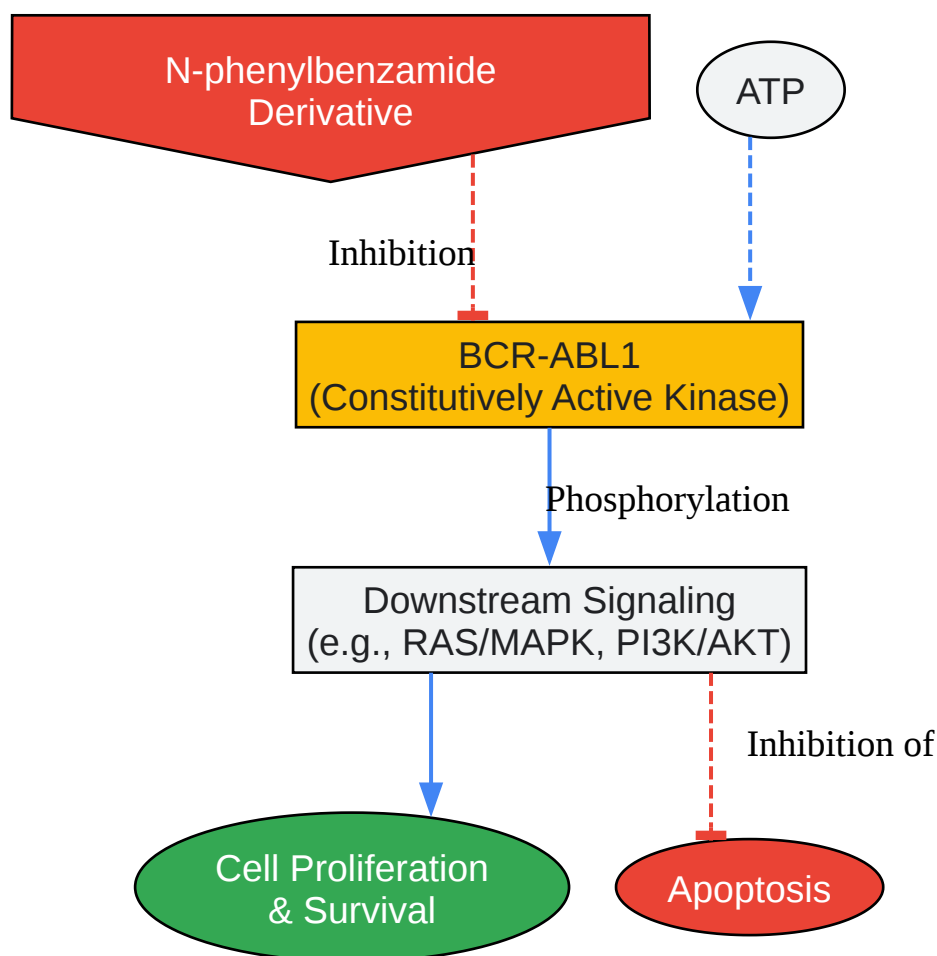 N-phenylbenzamide
Derivative
ATP
Inhibition
BCR-ABL1
(Constitutively Active Kinase)
Phosphorylation
Downstream Signaling
(e.g., RAS/MAPK, PI3K/AKT)
Inhibition of
Cell Proliferation
& Survival
Apoptosis